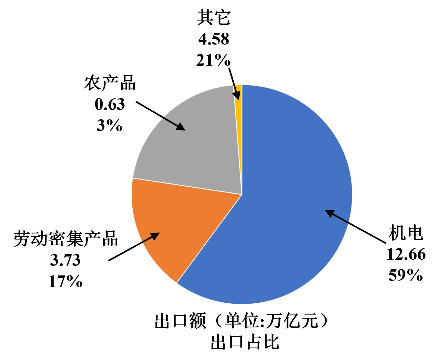 其它
4.58
21%
农产品
0.63
3%
劳动密集产品
3.73
17%
机电
12.66
59%
出口额（单位:万亿元）
出口占比